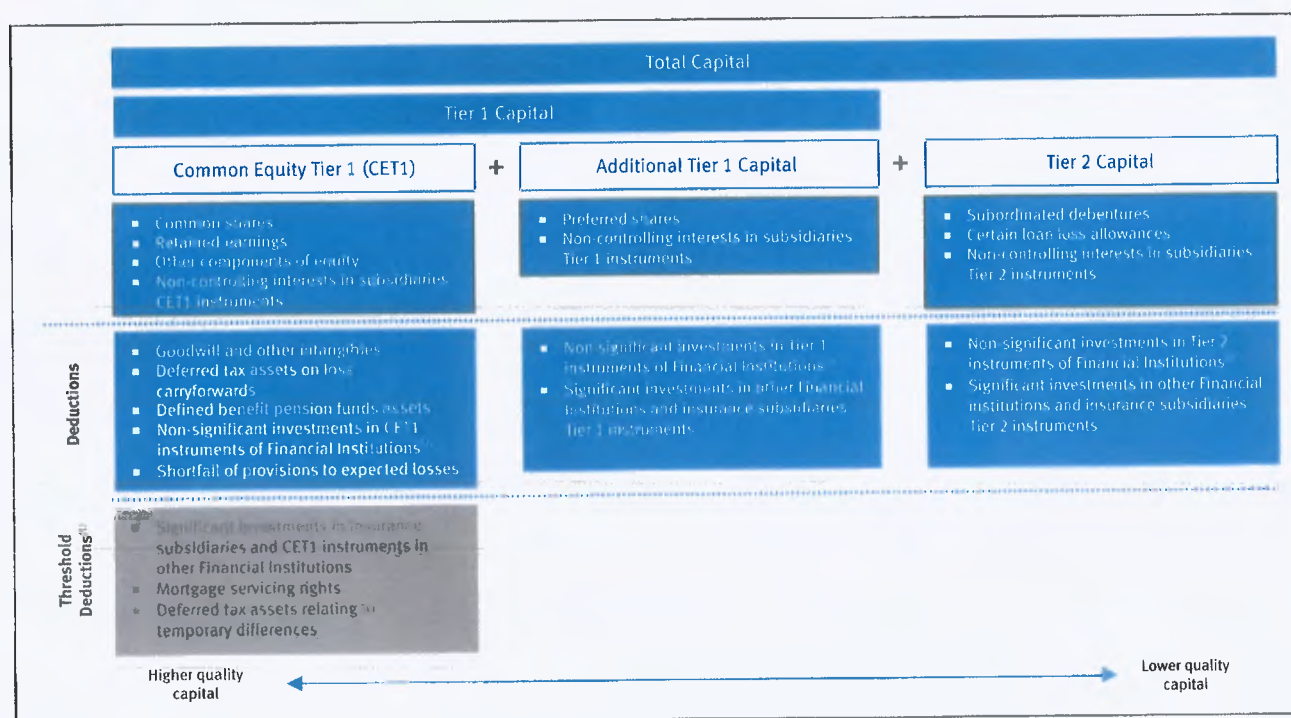 Total Capital
Tier 1 Capital
Common Equity Tier 1 (CET1)
+
Additional Tier 1 Capital
+
Tier 2 Capital
■ Common shares
■ Retained earnings
■ Other components of equity
■ Non-controlling interests in subsidiaries
CET1 instruments
■ Preferred shares
■ Non-controlling interests in subsidiaries
Tier 1 instruments
■ Subordinated debentures
■ Certain loan loss allowances
■ Non-controlling interests in subsidiaries
Tier 2 instruments
Deductions
■ Goodwill and other intangibles
■ Deferred tax assets on loss
carryforwards
■ Defined benefit pension funds assets
■ Non-significant investments in CET1
instruments of Financial Institutions
■ Shortfall of provisions to expected losses
■ Non-significant investments in Tier 1
instruments of Financial Institutions
■ Significant investments in other Financial
Institutions and insurance subsidiaries
Tier 1 instruments
■ Non-significant investments in Tier 2
instruments of Financial Institutions
■ Significant investments in other Financial
institutions and insurance subsidiaries
Tier 2 instruments
Threshold
Deductions
■ Significant investments in insurance
subsidiaries and CET1 instruments in
other Financial Institutions
■ Mortgage servicing rights
■ Deferred tax assets relating to
temporary differences
Higher quality
capital
Lower quality
capital